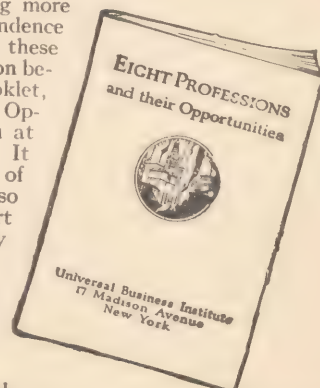 g more
ndence
these
on be-
oklet,
Op-
n at
It
of
so
rt
y
EIGHT PROFESSIONS
and their Opportunities
Universal Business Institute
17 Madison Avenue
New York